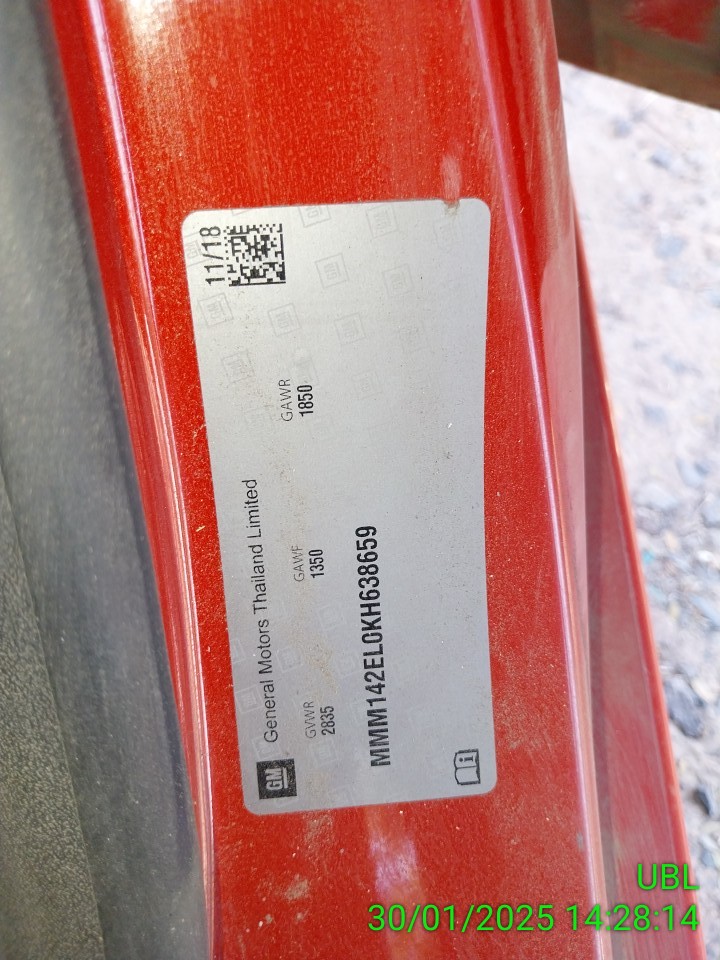 GM General Motors Thailand Limited
11/18
GVWR GAWF GAWR
2835 1350 1850
MMM142EL0KH638659
UBL
30/01/2025 14:28:14